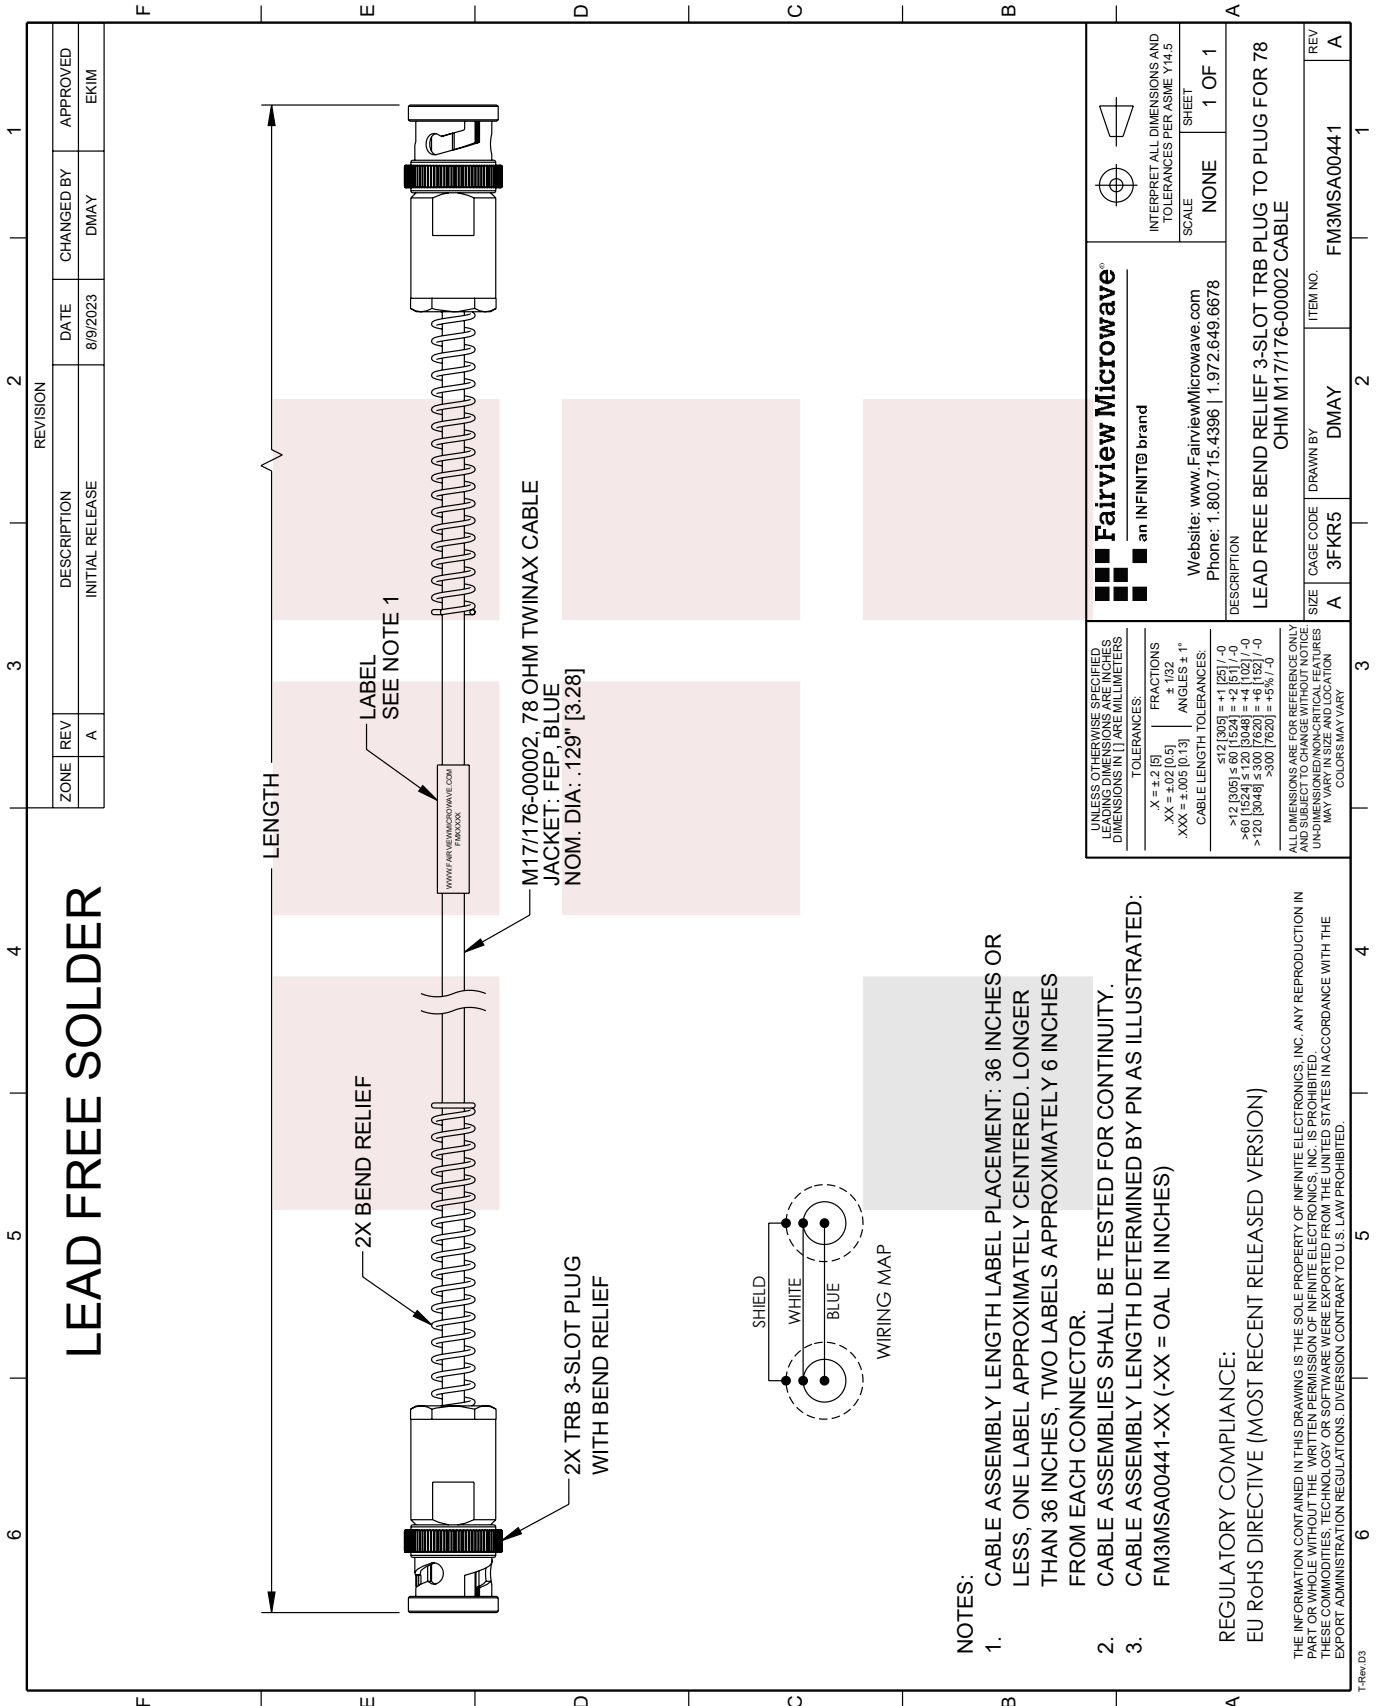 LEAD FREE SOLDER
REVISION
ZONE REV DESCRIPTION DATE CHANGED BY APPROVED
A INITIAL RELEASE 8/9/2023 DMAY EKIM
6 5 4 3 2 1
F
E
D
C
B
A
LENGTH
2X BEND RELIEF
LABEL
SEE NOTE 1
WWW.FAIRVIEWMICROWAVE.COM
FMXXXXX
M17/176-00002, 78 OHM TWINAX CABLE
JACKET: FEP, BLUE
NOM. DIA: .129" [3.28]
2X TRB 3-SLOT PLUG
WITH BEND RELIEF
SHIELD
WHITE
BLUE
WIRING MAP
NOTES:
1. CABLE ASSEMBLY LENGTH LABEL PLACEMENT: 36 INCHES OR
LESS, ONE LABEL APPROXIMATELY CENTERED. LONGER
THAN 36 INCHES, TWO LABELS APPROXIMATELY 6 INCHES
FROM EACH CONNECTOR.
2. CABLE ASSEMBLIES SHALL BE TESTED FOR CONTINUITY.
3. CABLE ASSEMBLY LENGTH DETERMINED BY PN AS ILLUSTRATED:
FM3MSA00441-XX (-XX = OAL IN INCHES)
REGULATORY COMPLIANCE:
EU RoHS DIRECTIVE (MOST RECENT RELEASED VERSION)
THE INFORMATION CONTAINED IN THIS DRAWING IS THE SOLE PROPERTY OF INFINITE ELECTRONICS, INC. ANY REPRODUCTION IN
PART OR WHOLE WITHOUT THE WRITTEN PERMISSION OF INFINITE ELECTRONICS, INC. IS PROHIBITED.
THESE COMMODITIES, TECHNOLOGY OR SOFTWARE WERE EXPORTED FROM THE UNITED STATES IN ACCORDANCE WITH THE
EXPORT ADMINISTRATION REGULATIONS. DIVERSION CONTRARY TO U.S. LAW PROHIBITED.
UNLESS OTHERWISE SPECIFIED
LEADING DIMENSIONS ARE INCHES
DIMENSIONS IN [ ] ARE MILLIMETERS
TOLERANCES:
.X = ±.2 [5] FRACTIONS
.XX = ±.02 [0.5] ± 1/32
.XXX = ±.005 [0.13] ANGLES ± 1°
CABLE LENGTH TOLERANCES:
≤12 [305] = +1 [25] / -0
>12 [305] ≤ 60 [1524] = +2 [51] / -0
>60 [1524] ≤ 120 [3048] = +4 [102] / -0
>120 [3048] ≤ 300 [7620] = +6 [152] / -0
>300 [7620] = +5% / -0
ALL DIMENSIONS ARE FOR REFERENCE ONLY
AND SUBJECT TO CHANGE WITHOUT NOTICE.
UN-DIMENSIONED/NON-CRITICAL FEATURES
MAY VARY IN SIZE AND LOCATION
COLORS MAY VARY
Fairview Microwave®
an INFINITE brand
Website: www.FairviewMicrowave.com
Phone: 1.800.715.4396 | 1.972.649.6678
INTERPRET ALL DIMENSIONS AND
TOLERANCES PER ASME Y14.5
SCALE NONE
SHEET 1 OF 1
DESCRIPTION
LEAD FREE BEND RELIEF 3-SLOT TRB PLUG TO PLUG FOR 78
OHM M17/176-00002 CABLE
SIZE A
CAGE CODE 3FKR5
DRAWN BY DMAY
ITEM NO. FM3MSA00441
REV A
6 5 4 3 2 1
F
E
D
C
B
A
T-Rev.D3